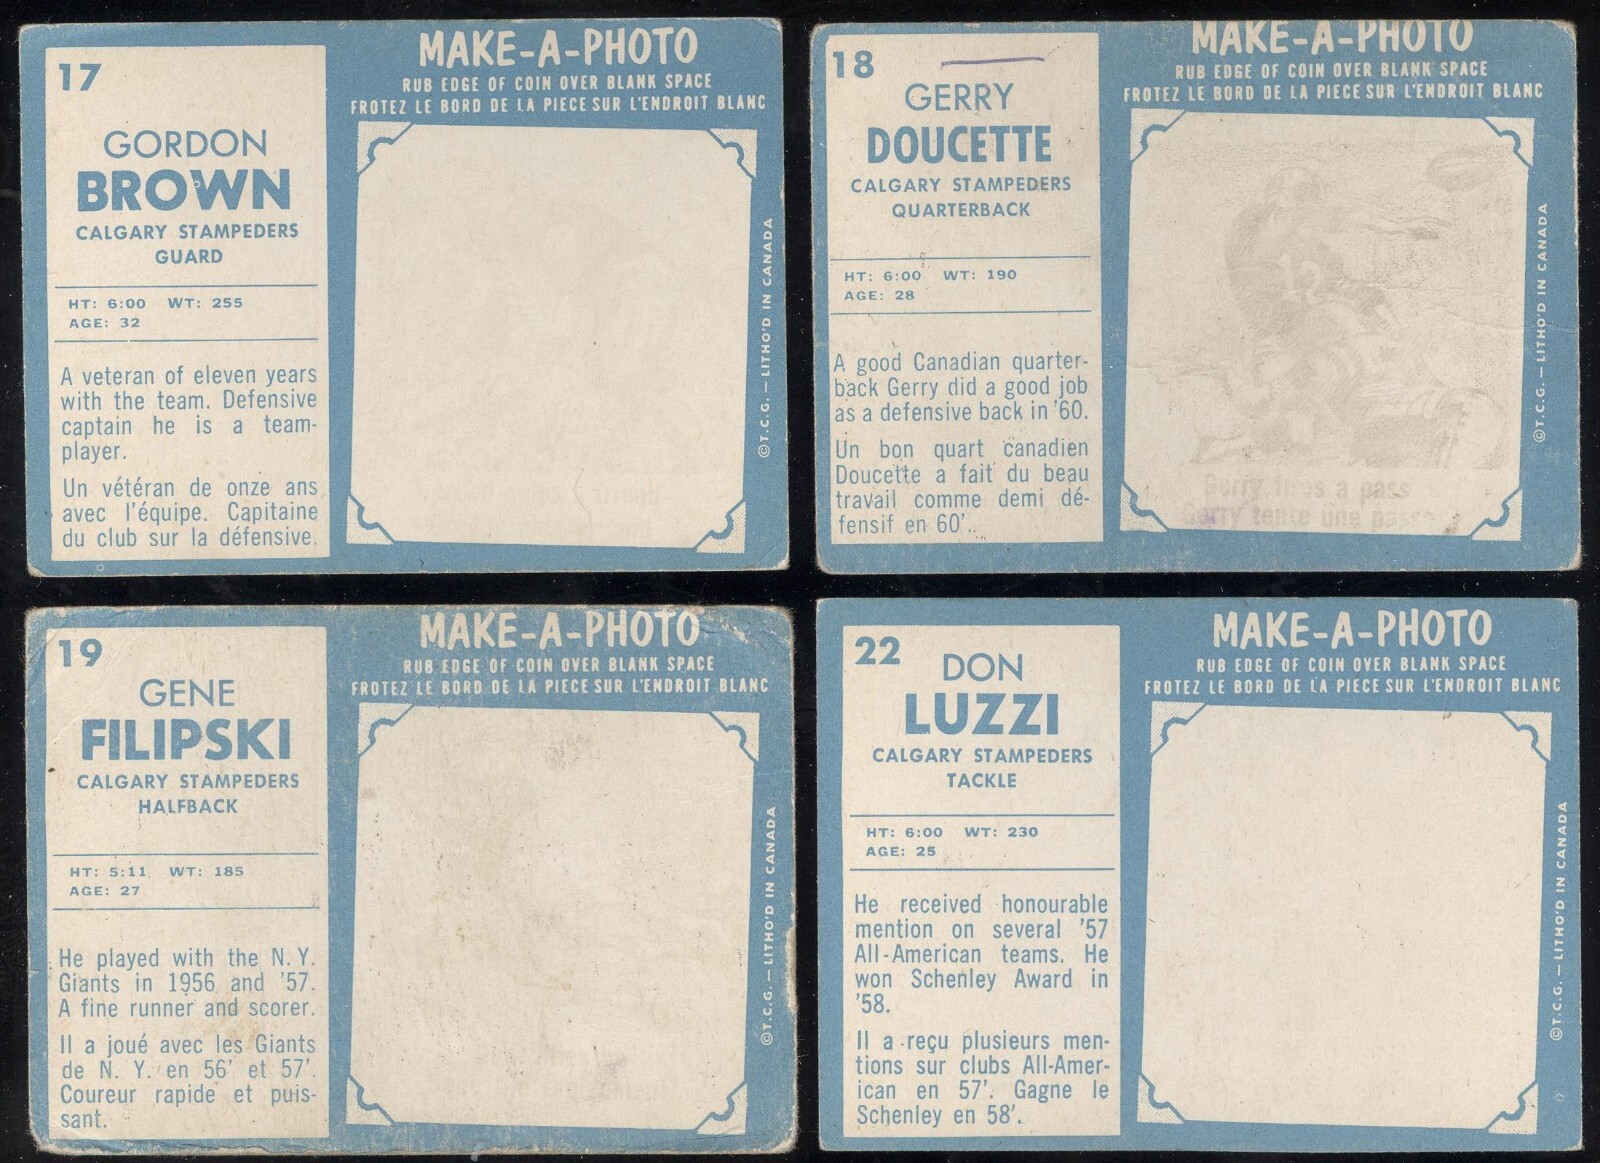 17
GORDON
BROWN
CALGARY STAMPEDERS
GUARD
HT: 6:00 WT: 255
AGE: 32
A veteran of eleven years
with the team. Defensive
captain he is a team-
player.
Un vétéran de onze ans
avec l'équipe. Capitaine
du club sur la défensive.
MAKE-A-PHOTO
RUB EDGE OF COIN OVER BLANK SPACE
FROTEZ LE BORD DE LA PIECE SUR L'ENDROIT BLANC
©T.C.G.—LITHO'D IN CANADA
18
GERRY
DOUCETTE
CALGARY STAMPEDERS
QUARTERBACK
HT: 6:00 WT: 190
AGE: 28
A good Canadian quarter-
back Gerry did a good job
as a defensive back in '60.
Un bon quart canadien
Doucette a fait du beau
travail comme demi dé-
fensif en 60'.
MAKE-A-PHOTO
RUB EDGE OF COIN OVER BLANK SPACE
FROTEZ LE BORD DE LA PIECE SUR L'ENDROIT BLANC
12
Gerry fires a pass
Gerry tente une passe
©T.C.G.—LITHO'D IN CANADA
19
GENE
FILIPSKI
CALGARY STAMPEDERS
HALFBACK
HT: 5:11 WT: 185
AGE: 27
He played with the N.Y.
Giants in 1956 and '57.
A fine runner and scorer.
Il a joué avec les Giants
de N. Y. en 56' et 57'.
Coureur rapide et puis-
sant.
MAKE-A-PHOTO
RUB EDGE OF COIN OVER BLANK SPACE
FROTEZ LE BORD DE LA PIECE SUR L'ENDROIT BLANC
©T.C.G.—LITHO'D IN CANADA
22
DON
LUZZI
CALGARY STAMPEDERS
TACKLE
HT: 6:00 WT: 230
AGE: 25
He received honourable
mention on several '57
All-American teams. He
won Schenley Award in
'58.
Il a reçu plusieurs men-
tions sur clubs All-Amer-
ican en 57'. Gagne le
Schenley en 58'.
MAKE-A-PHOTO
RUB EDGE OF COIN OVER BLANK SPACE
FROTEZ LE BORD DE LA PIECE SUR L'ENDROIT BLANC
©T.C.G.—LITHO'D IN CANADA